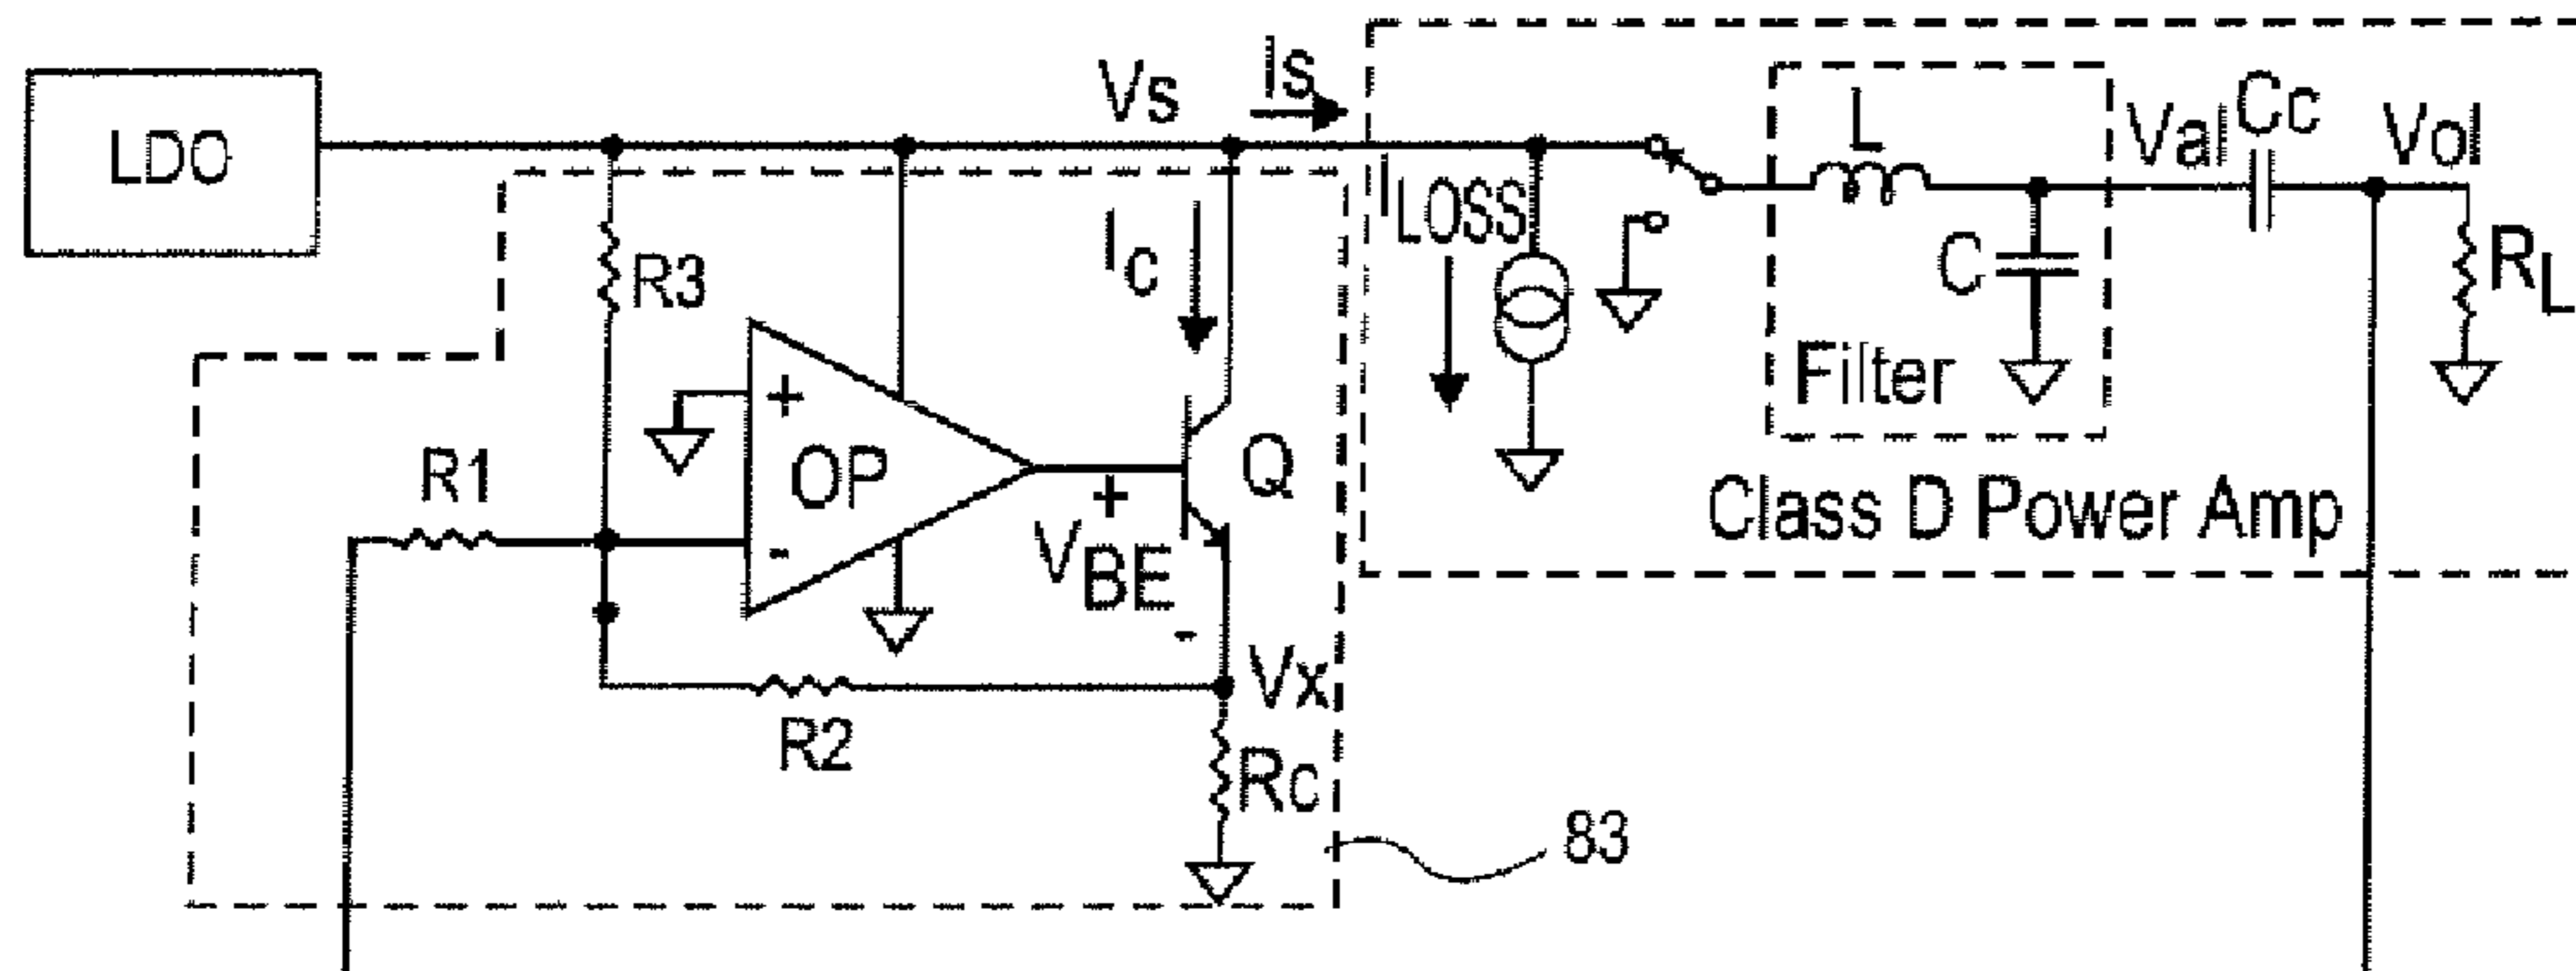 LDO
Vs
Is
R3
Ic
+
OP
-
R1
+
VBE
-
Q
R2
Vx
Rc
83
ILOSS
L
C
Filter
Val
Cc
Vol
RL
Class D Power Amp